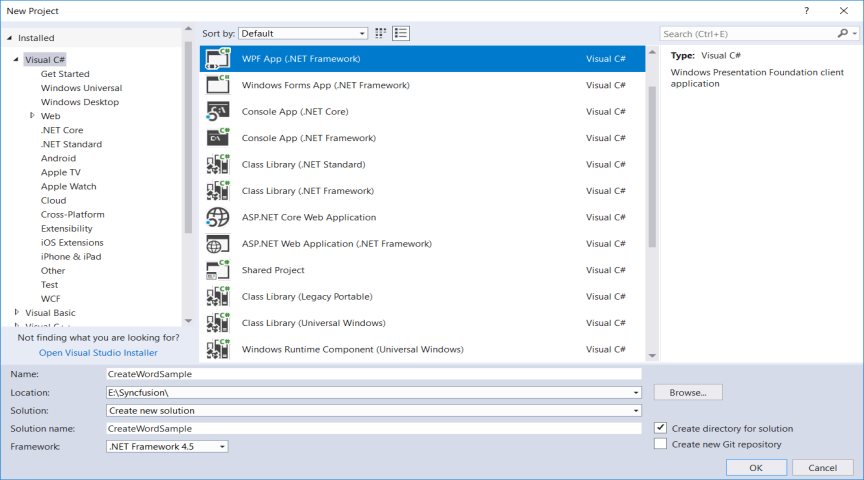 New Project
Installed
Visual C#
Get Started
Windows Universal
Windows Desktop
Web
.NET Core
.NET Standard
Android
Apple TV
Apple Watch
Cloud
Cross-Platform
Extensibility
iOS Extensions
iPhone & iPad
Other
Test
WCF
Visual Basic
Visual C++
Not finding what you are looking for?
Open Visual Studio Installer
Sort by: Default
WPF App (.NET Framework) Visual C#
Windows Forms App (.NET Framework) Visual C#
Console App (.NET Core) Visual C#
Console App (.NET Framework) Visual C#
Class Library (.NET Standard) Visual C#
Class Library (.NET Framework) Visual C#
ASP.NET Core Web Application Visual C#
ASP.NET Web Application (.NET Framework) Visual C#
Shared Project Visual C#
Class Library (Legacy Portable) Visual C#
Class Library (Universal Windows) Visual C#
Windows Runtime Component (Universal Windows) Visual C#
Search (Ctrl+E)
Type: Visual C#
Windows Presentation Foundation client
application
Name: CreateWordSample
Location: E:\Syncfusion\ Browse...
Solution: Create new solution
Solution name: CreateWordSample Create directory for solution
Framework: .NET Framework 4.5 Create new Git repository
OK Cancel